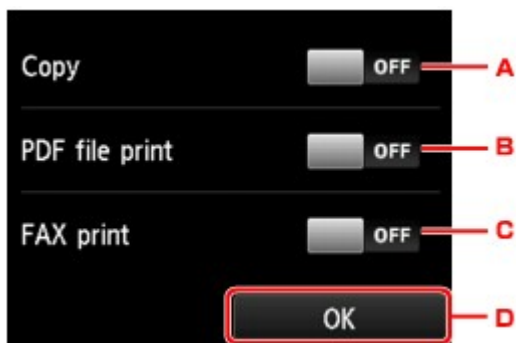 Copy OFF A
PDF file print OFF B
FAX print OFF C
OK D